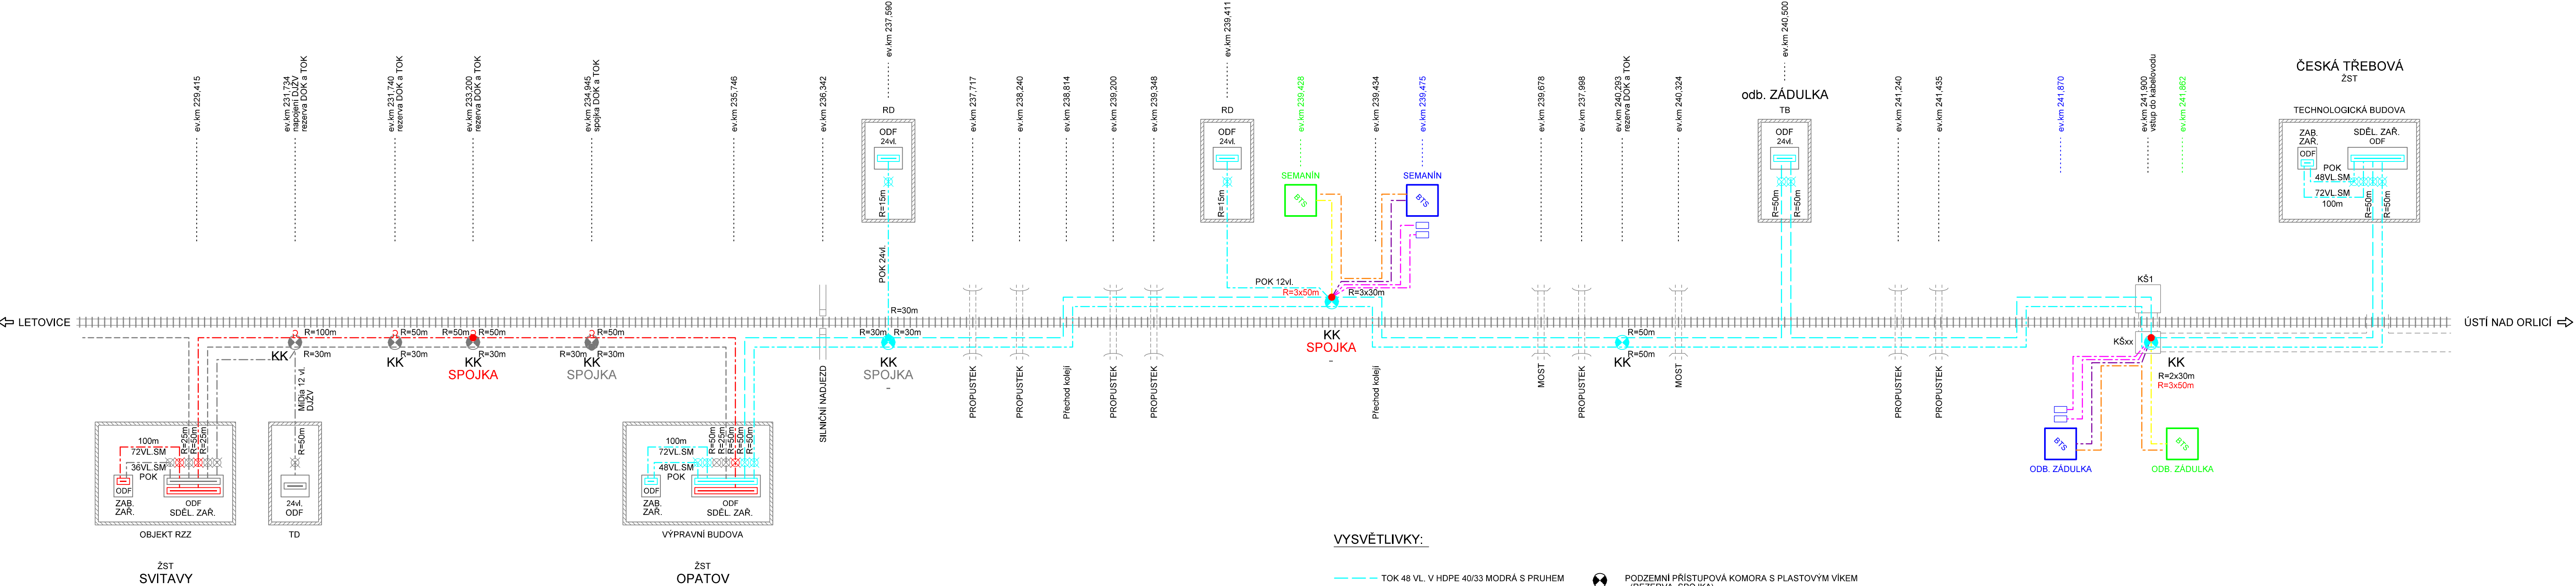 ev.km 229,415
ev.km 231,734
napojení DJŽV
rezerva DOK a TOK
ev.km 231,740
rezerva DOK a TOK
ev.km 233,200
rezerva DOK a TOK
ev.km 234,945
spojka DOK a TOK
ev.km 235,746
ev.km 236,342
ev.km 237,590
ev.km 237,717
ev.km 238,240
ev.km 238,814
ev.km 239,200
ev.km 239,348
ev.km 239,411
ev.km 239,428
ev.km 239,434
ev.km 239,475
ev.km 239,678
ev.km 237,998
ev.km 240,293
rezerva DOK a TOK
ev.km 240,324
ev.km 240,500
ev.km 241,240
ev.km 241,435
ev.km 241,870
ev.km 241,900
vstup do kabelovodu
ev.km 241,862
ČESKÁ TŘEBOVÁ
ŽST
TECHNOLOGICKÁ BUDOVA
ZAB.
ZAŘ.
ODF
SDĚL. ZAŘ.
ODF
POK
48VL.SM
72VL.SM
100m
R=50m
R=50m
RD
ODF
24vl.
R=15m
POK 24vl.
RD
ODF
24vl.
R=15m
POK 12vl.
SEMANÍN
BTS
SEMANÍN
BTS
odb. ZÁDULKA
TB
ODF
24vl.
R=50m
R=50m
LETOVICE
ÚSTÍ NAD ORLICÍ
R=100m
R=30m
KK
R=50m
R=30m
KK
R=50m
R=50m
R=30m
KK
SPOJKA
R=50m
R=30m
R=30m
KK
SPOJKA
R=30m
R=30m
R=30m
KK
SPOJKA
-
R=3x50m
R=3x30m
KK
SPOJKA
-
R=50m
R=50m
KK
KŠ1
KŠxx
KK
R=2x30m
R=3x50m
SILNIČNÍ NADJEZD
PROPUSTEK
PROPUSTEK
Přechod kolejí
PROPUSTEK
PROPUSTEK
Přechod kolejí
MOST
PROPUSTEK
MOST
PROPUSTEK
PROPUSTEK
BTS
ODB. ZÁDULKA
BTS
ODB. ZÁDULKA
MiDia 12 vl.
DJŽV
R=50m
24vl.
ODF
TD
100m
72VL.SM
36VL.SM
POK
R=25m
R=50m
R=25m
ODF
ZAB.
ZAŘ.
ODF
SDĚL. ZAŘ.
OBJEKT RZZ
ŽST
SVITAVY
100m
72VL.SM
48VL.SM
POK
R=50m
R=25m
R=50m
R=50m
R=50m
ODF
ZAB.
ZAŘ.
ODF
SDĚL. ZAŘ.
VÝPRAVNÍ BUDOVA
ŽST
OPATOV
VYSVĚTLIVKY:
TOK 48 VL. V HDPE 40/33 MODRÁ S PRUHEM
PODZEMNÍ PŘÍSTUPOVÁ KOMORA S PLASTOVÝM VÍKEM